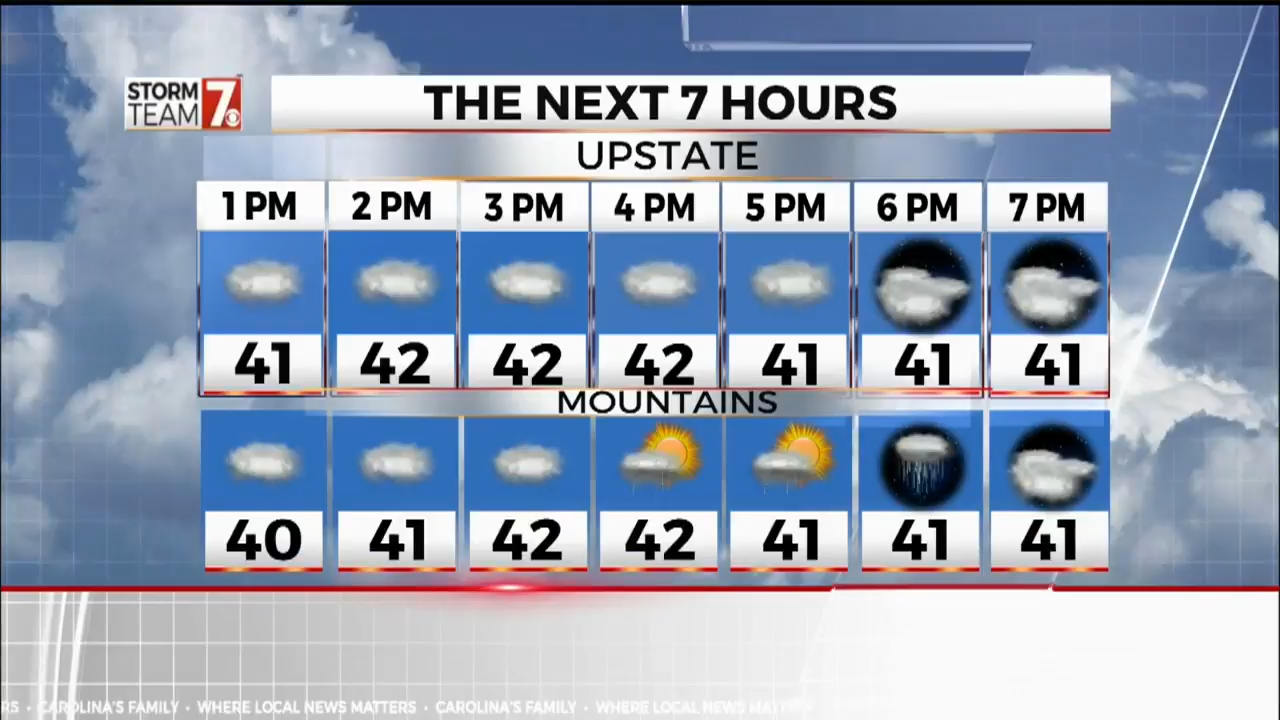 STORM
TEAM 7
THE NEXT 7 HOURS
UPSTATE
1 PM 2 PM 3 PM 4 PM 5 PM 6 PM 7 PM
41 42 42 42 41 41 41
MOUNTAINS
40 41 42 42 41 41 41
RS • CAROLINA'S FAMILY • WHERE LOCAL NEWS MATTERS • CAROLINA'S FAMILY • WHERE LOCAL NEWS